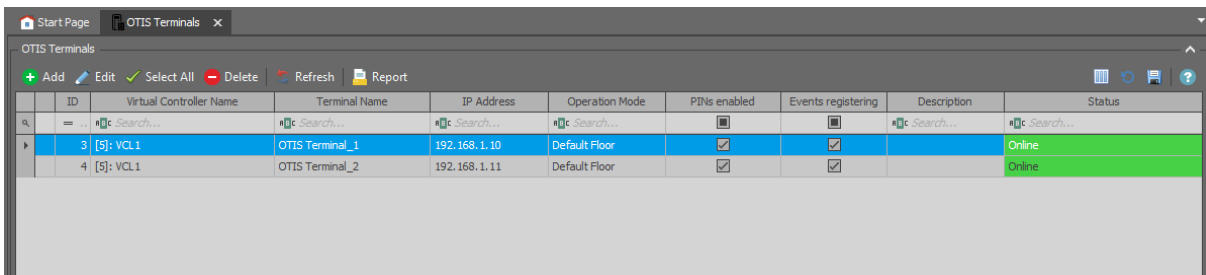 Start Page OTIS Terminals
OTIS Terminals
Add Edit Select All Delete Refresh Report
ID Virtual Controller Name Terminal Name IP Address Operation Mode PINs enabled Events registering Description Status
= .. Search... Search... Search... Search... Search... Search...
3 [5]: VCL1 OTIS Terminal_1 192.168.1.10 Default Floor Online
4 [5]: VCL1 OTIS Terminal_2 192.168.1.11 Default Floor Online